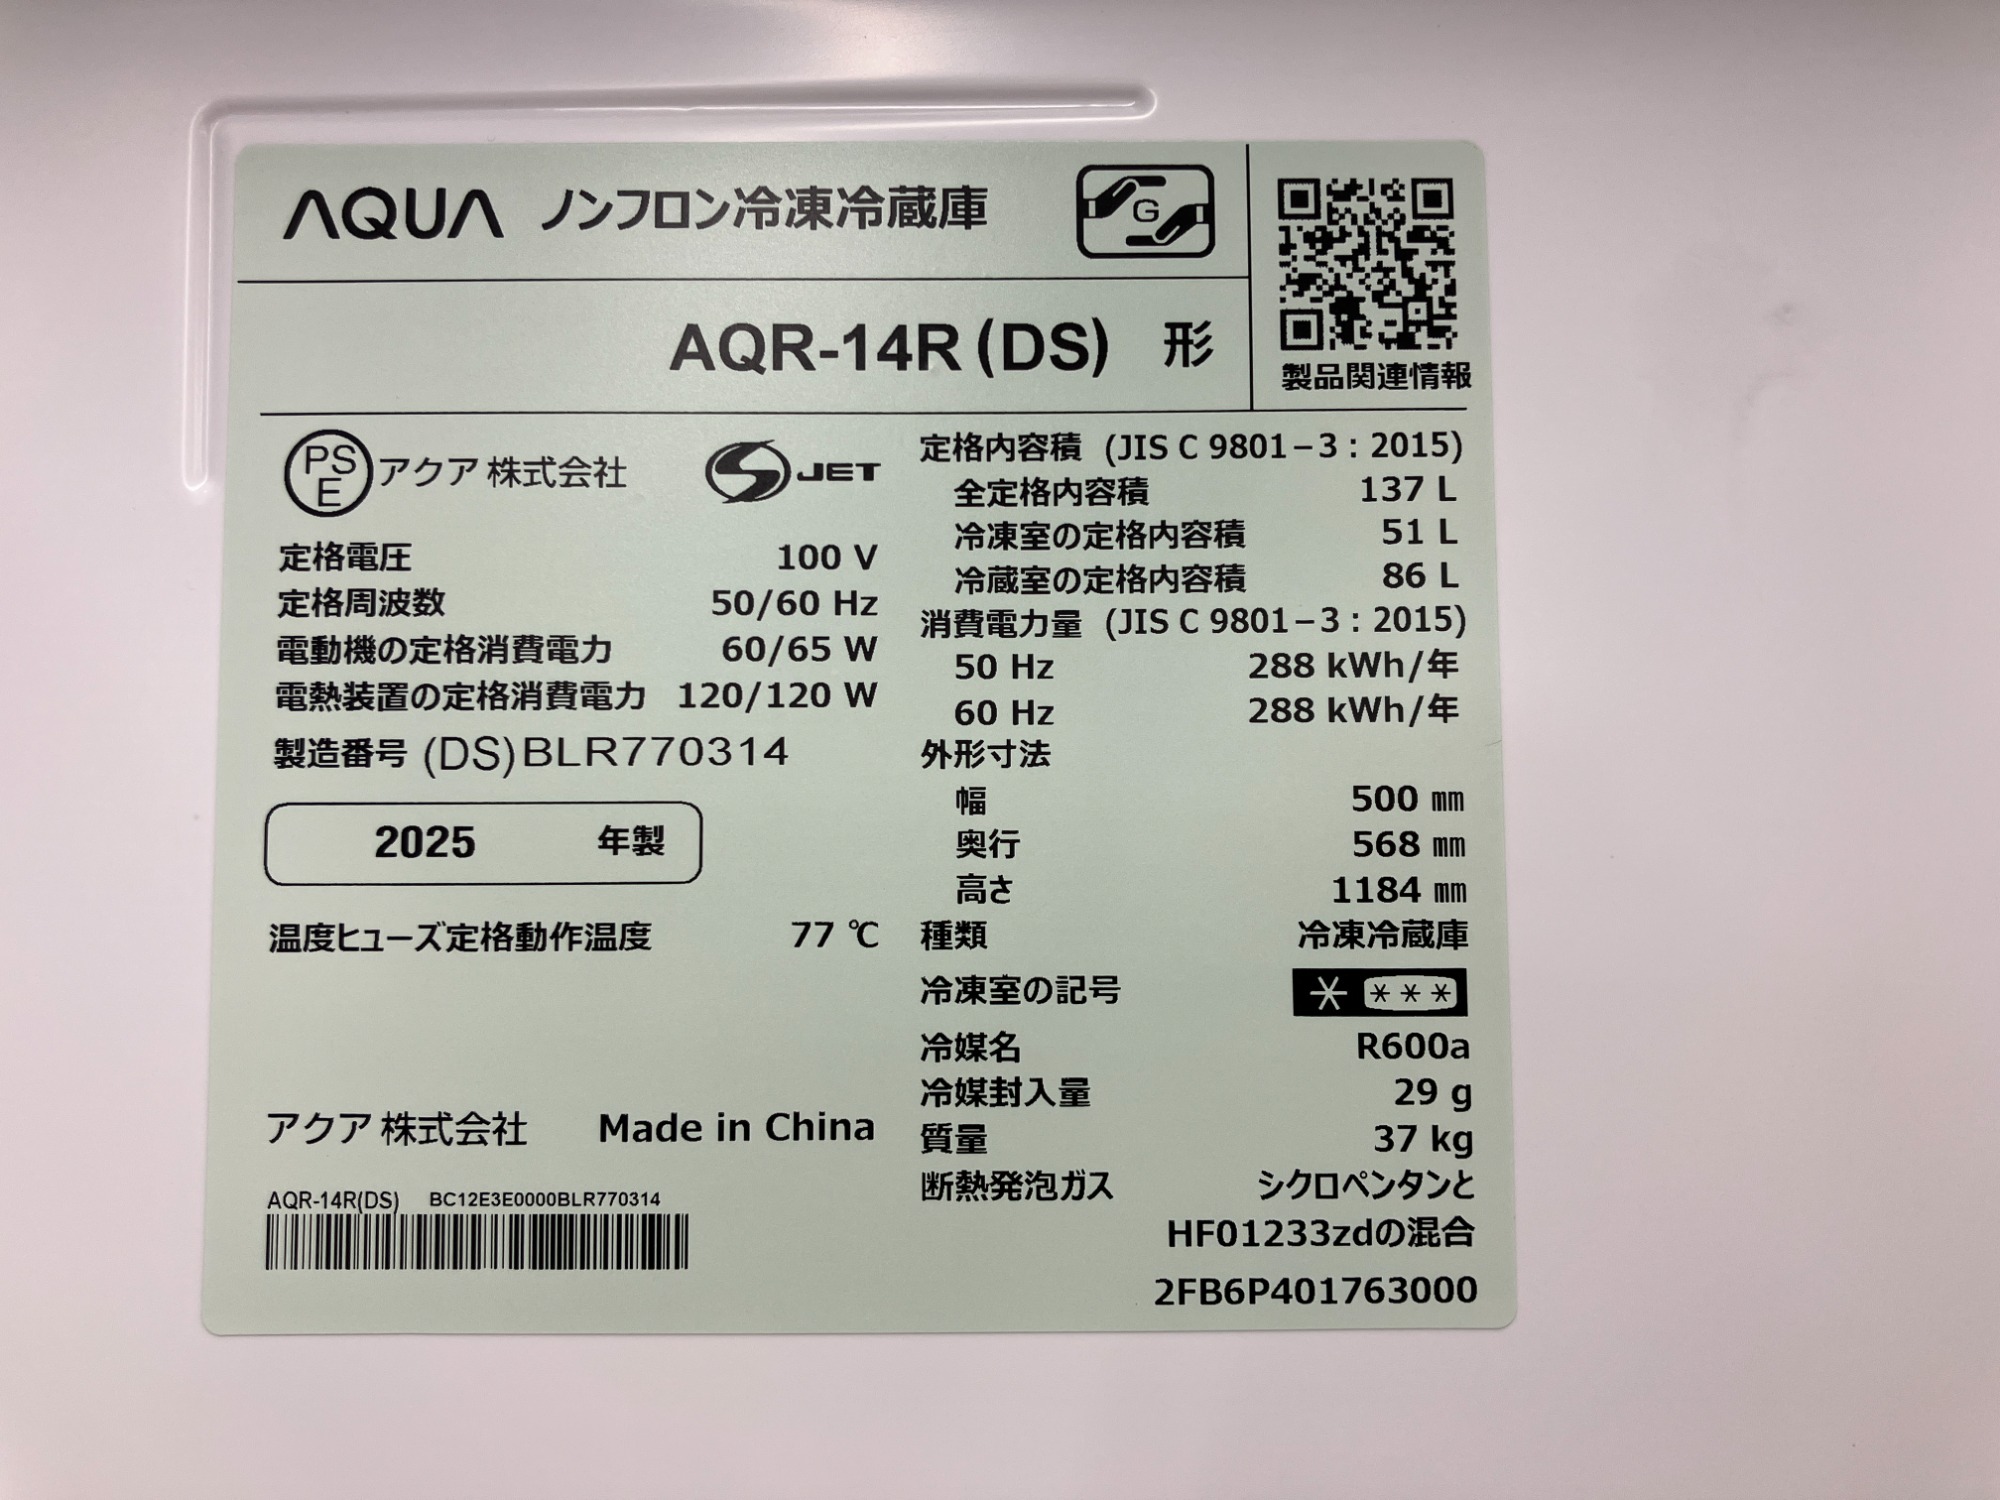 AQUA ノンフロン冷凍冷蔵庫
G
AQR-14R (DS) 形
製品関連情報
PS
E
アクア 株式会社
S JET
定格電圧 100 V
定格周波数 50/60 Hz
電動機の定格消費電力 60/65 W
電熱装置の定格消費電力 120/120 W
製造番号 (DS)BLR770314
2025 年製
温度ヒューズ定格動作温度 77 ℃
アクア 株式会社 Made in China
AQR-14R(DS) BC12E3E0000BLR770314
定格内容積 (JIS C 9801−3:2015)
全定格内容積 137 L
冷凍室の定格内容積 51 L
冷蔵室の定格内容積 86 L
消費電力量 (JIS C 9801−3:2015)
50 Hz 288 kWh/年
60 Hz 288 kWh/年
外形寸法
幅 500 ㎜
奥行 568 ㎜
高さ 1184 ㎜
種類 冷凍冷蔵庫
冷凍室の記号 * ***
冷媒名 R600a
冷媒封入量 29 g
質量 37 kg
断熱発泡ガス シクロペンタンと
HFO1233zdの混合
2FB6P401763000